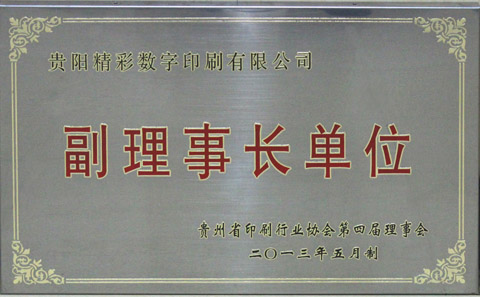 贵阳精彩数字印刷有限公司
副理事长单位
贵州省印刷行业协会第四届理事会
二〇一三年五月制